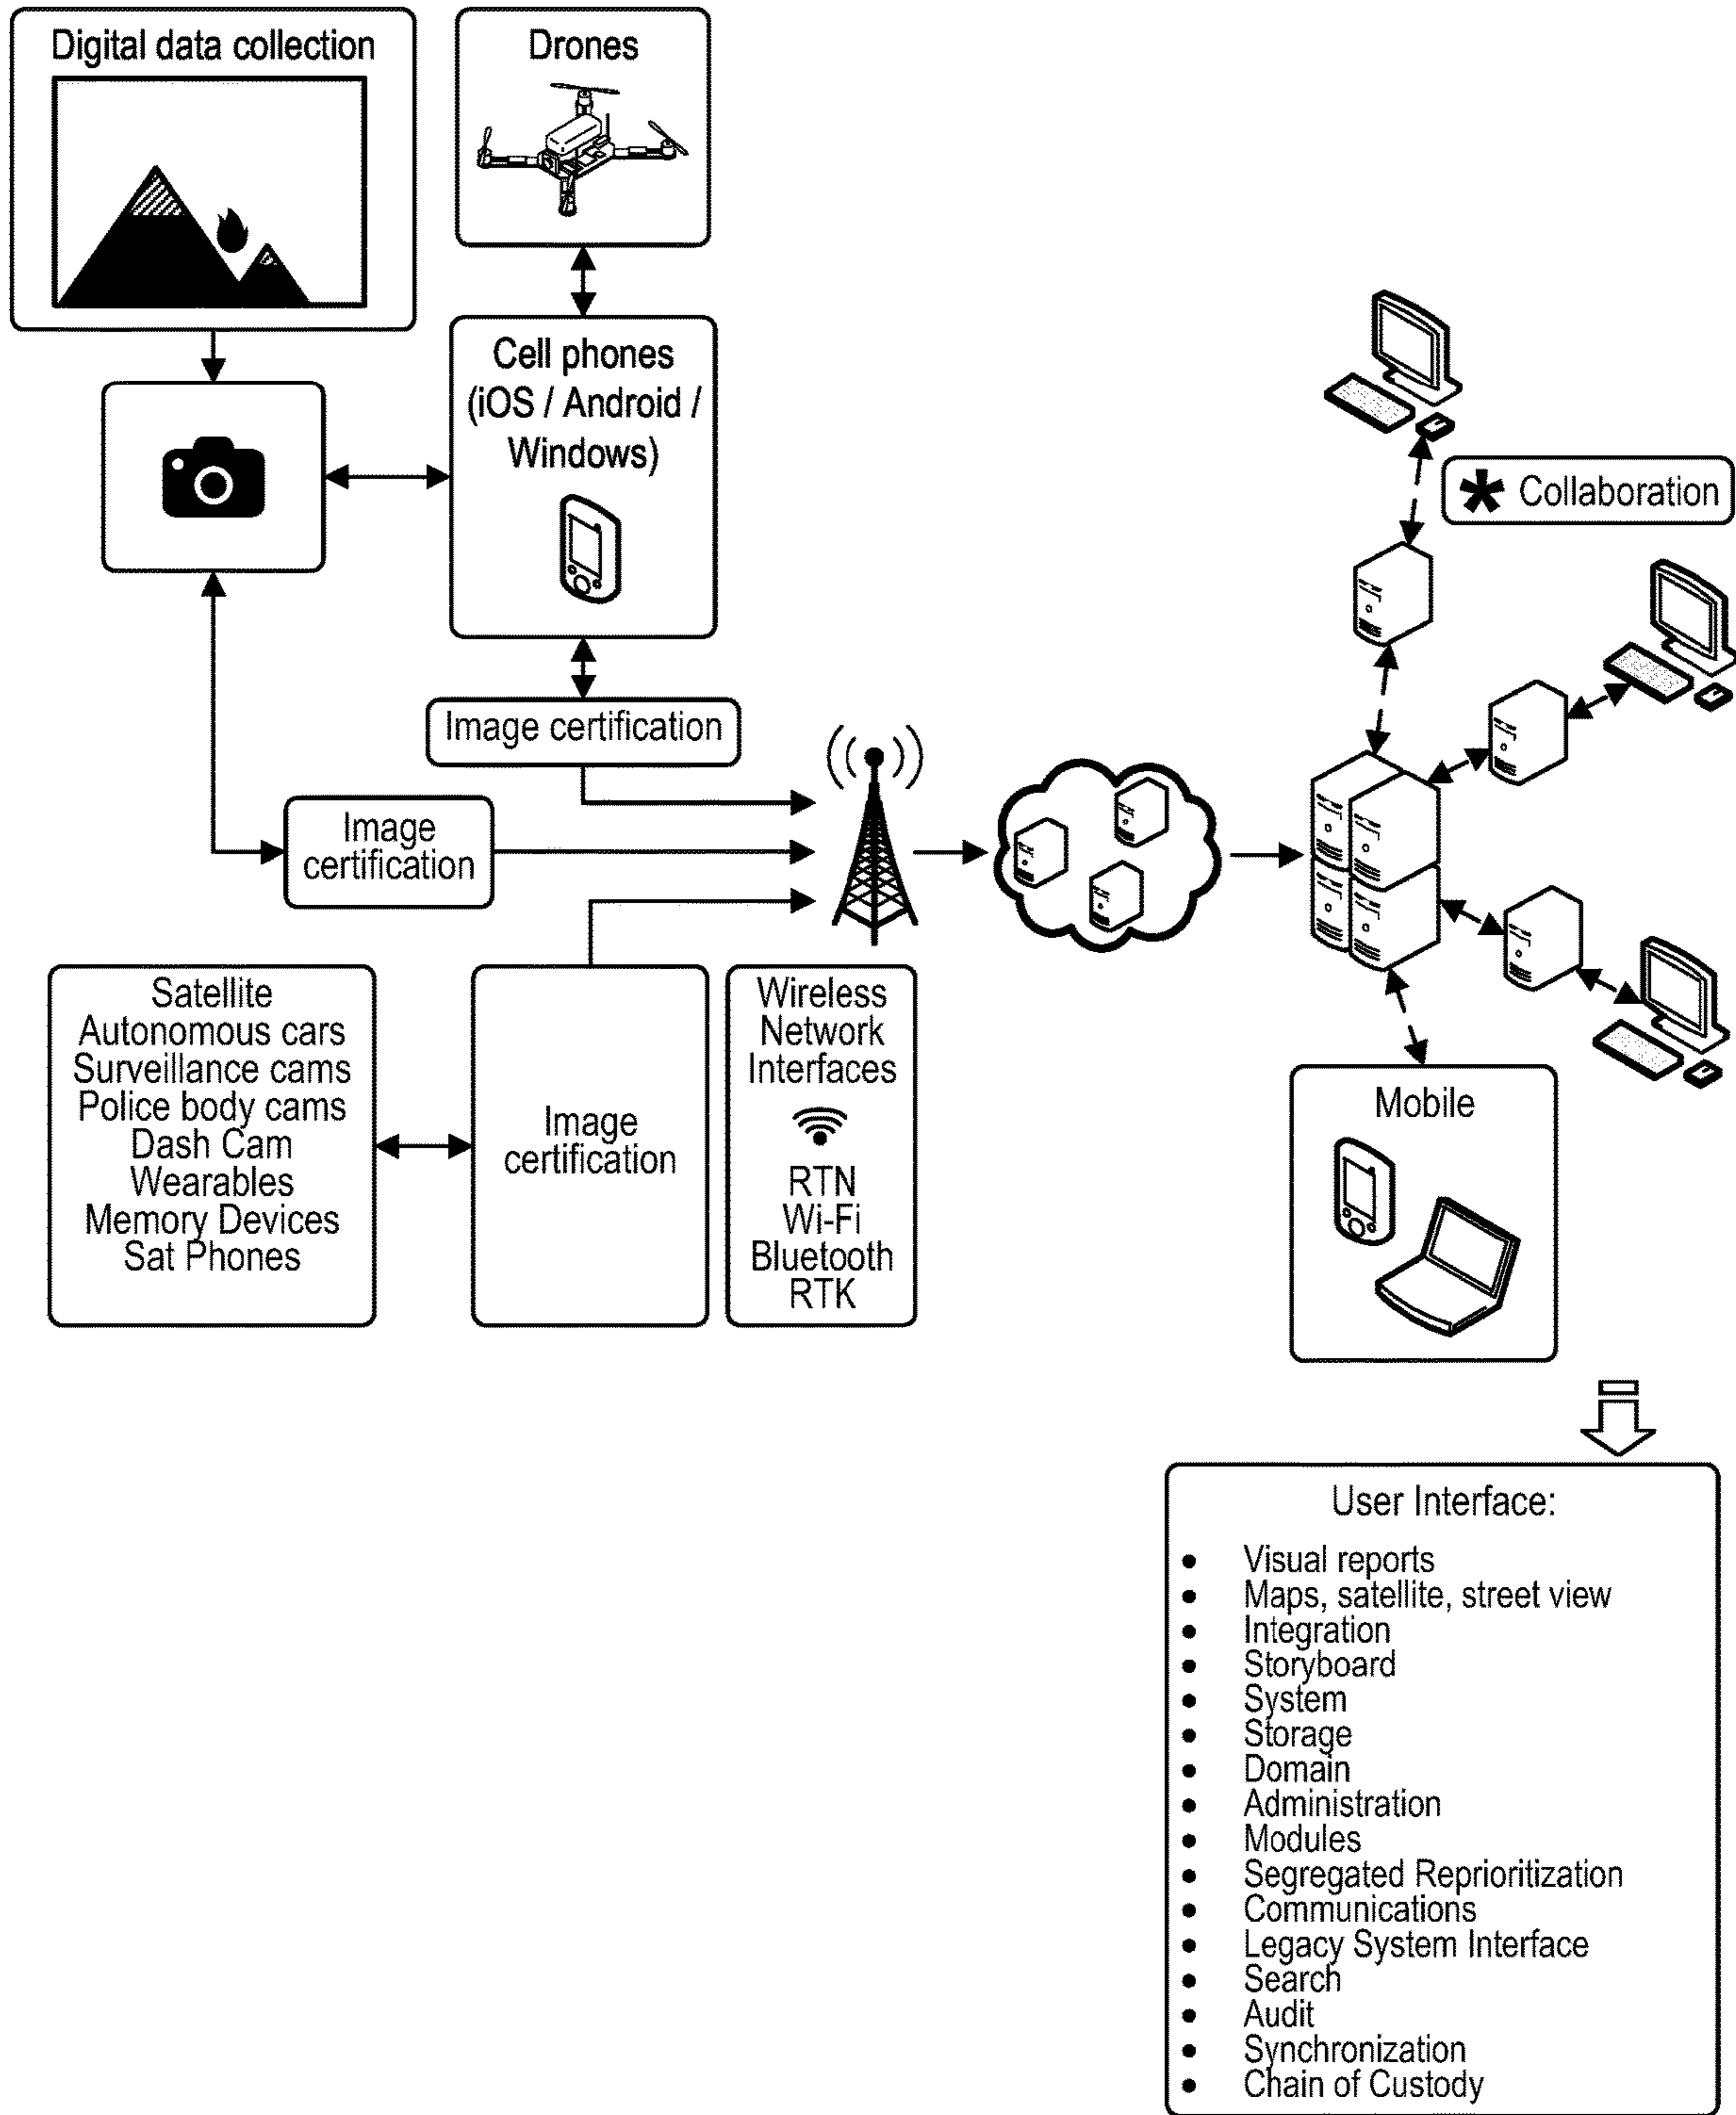 Digital data collection
Drones
Cell phones
(iOS / Android /
Windows)
* Collaboration
Image certification
Image
certification
Satellite
Autonomous cars
Surveillance cams
Police body cams
Dash Cam
Wearables
Memory Devices
Sat Phones
Image
certification
Wireless
Network
Interfaces
RTN
Wi-Fi
Bluetooth
RTK
Mobile
User Interface:
• Visual reports
• Maps, satellite, street view
• Integration
• Storyboard
• System
• Storage
• Domain
• Administration
• Modules
• Segregated Reprioritization
• Communications
• Legacy System Interface
• Search
• Audit
• Synchronization
• Chain of Custody